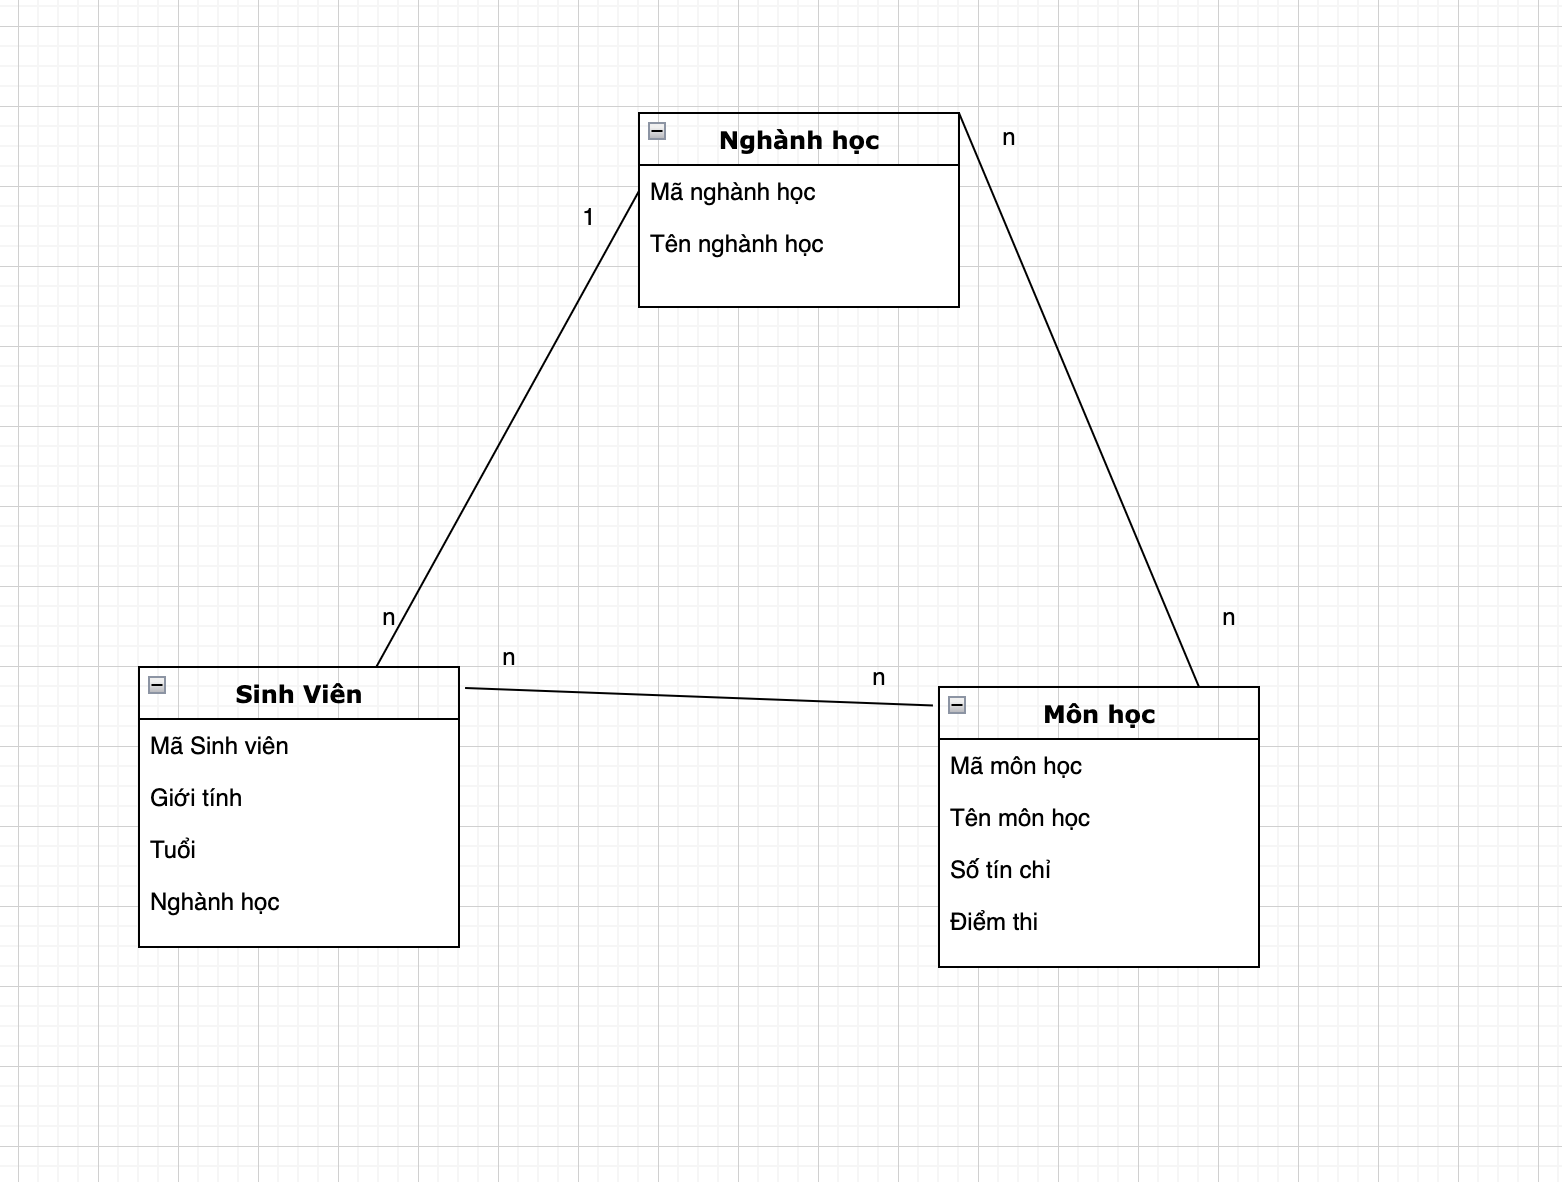 Nghành học
Mã nghành học
Tên nghành học
n
1
n
n
n
n
Sinh Viên
Mã Sinh viên
Giới tính
Tuổi
Nghành học
Môn học
Mã môn học
Tên môn học
Số tín chỉ
Điểm thi